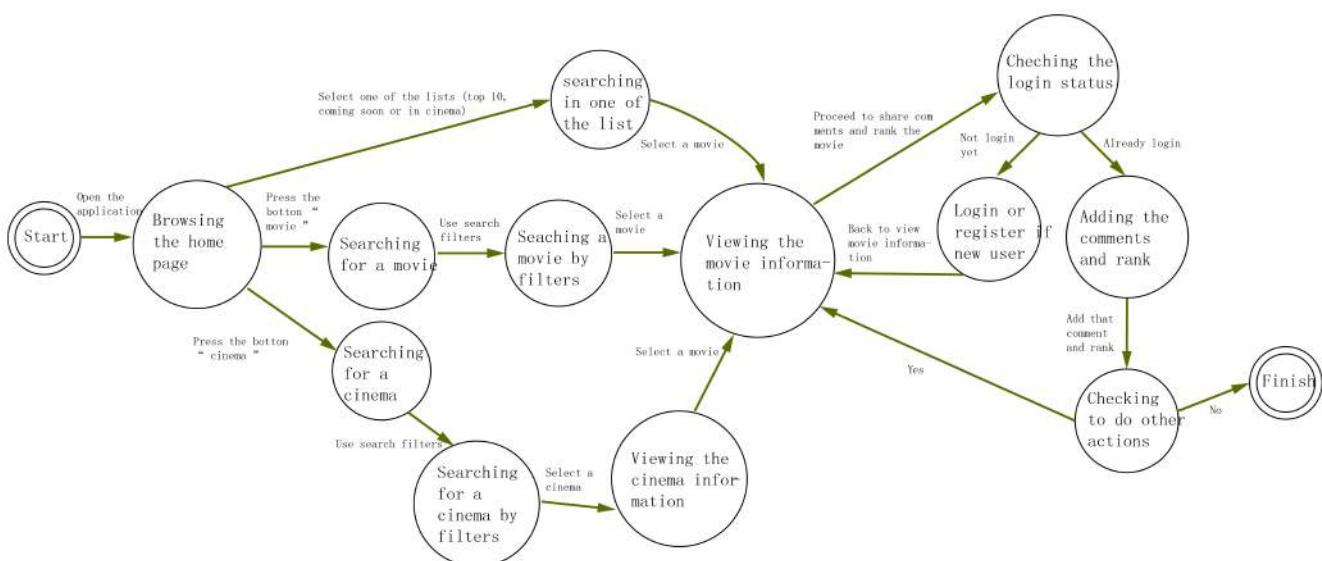 Start
Open the
application
Browsing
the home
page
Select one of the lists (top 10,
coming soon or in cinema)
searching
in one of
the list
Select a movie
Press the
botton “
movie ”
Searching
for a movie
Use search
filters
Seaching a
movie by
filters
Select a
movie
Viewing the
movie informa-
tion
Press the botton
“ cinema ”
Searching
for a
cinema
Use search filters
Searching
for a
cinema by
filters
Select a
cinema
Viewing the
cinema infor-
mation
Select a movie
Proceed to share com
ments and rank the
movie
Cheching the
login status
Not login
yet
Already login
Login or
register if
new user
Back to view
movie informa-
tion
Adding the
comments
and rank
Add that
comment
and rank
Checking
to do other
actions
Yes
No
Finish